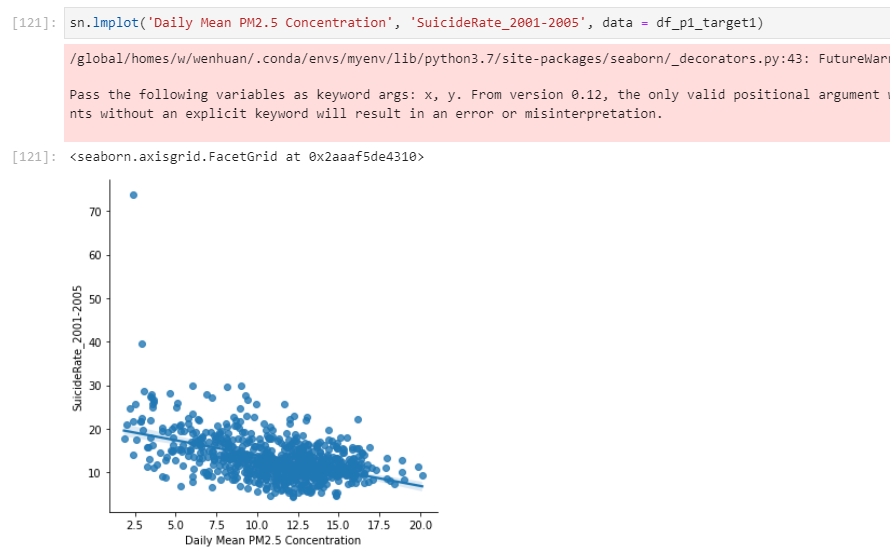 [121]: sn.lmplot('Daily Mean PM2.5 Concentration', 'SuicideRate_2001-2005', data = df_p1_target1)
/global/homes/w/wenhuan/.conda/envs/myenv/lib/python3.7/site-packages/seaborn/_decorators.py:43:
Pass the following variables as keyword args: x, y. From version 0.12, the only valid positional argument
nts without an explicit keyword will result in an error or misinterpretation.
[121]: <seaborn.axisgrid.FacetGrid at 0x2aaaf5de4310>
70
60
50
40
30
20
10
SuicideRate_2001-2005
2.5 5.0 7.5 10.0 12.5 15.0 17.5 20.0
Daily Mean PM2.5 Concentration